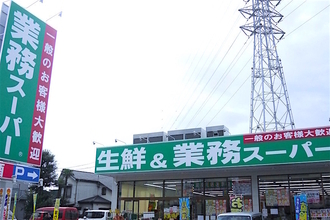 業務スーパー
一般のお客様大歓迎
P
一般のお客様大歓迎
生鮮&業務スーパー